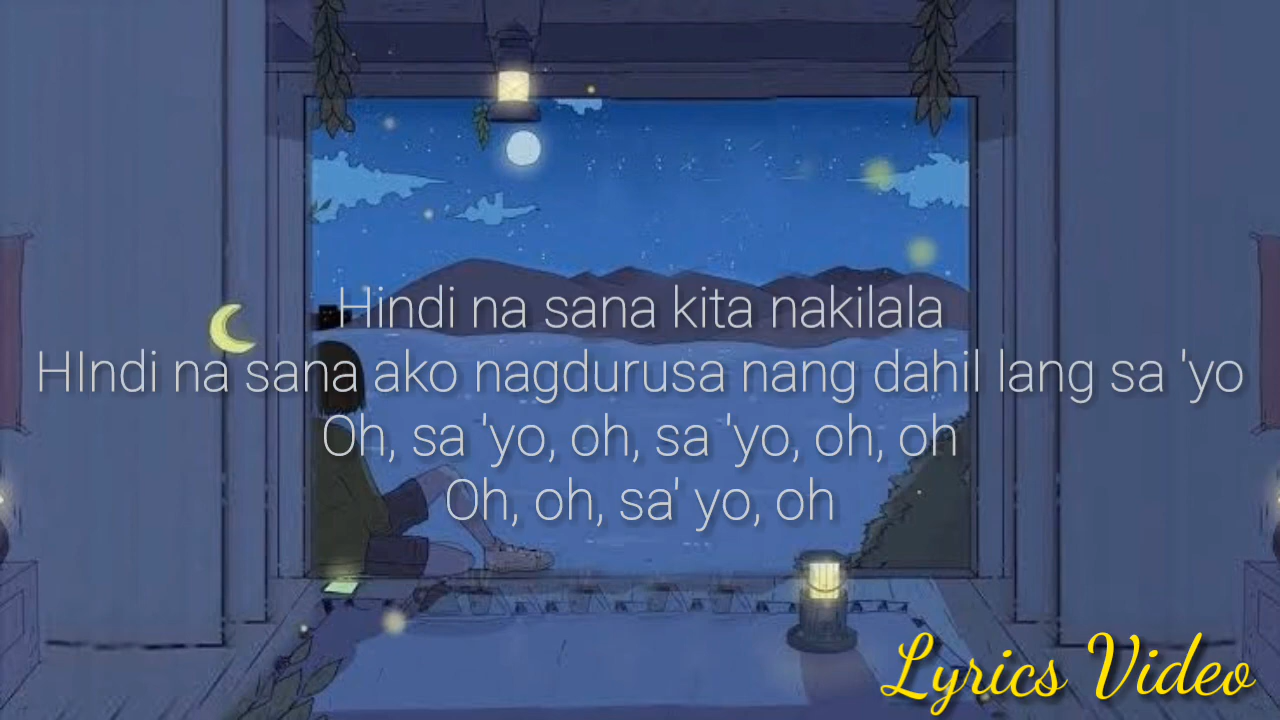 Hindi na sana kita nakilala
HIndi na sana ako nagdurusa nang dahil lang sa 'yo
Oh, sa 'yo, oh, sa 'yo, oh, oh
Oh, oh, sa' yo, oh
Lyrics Video